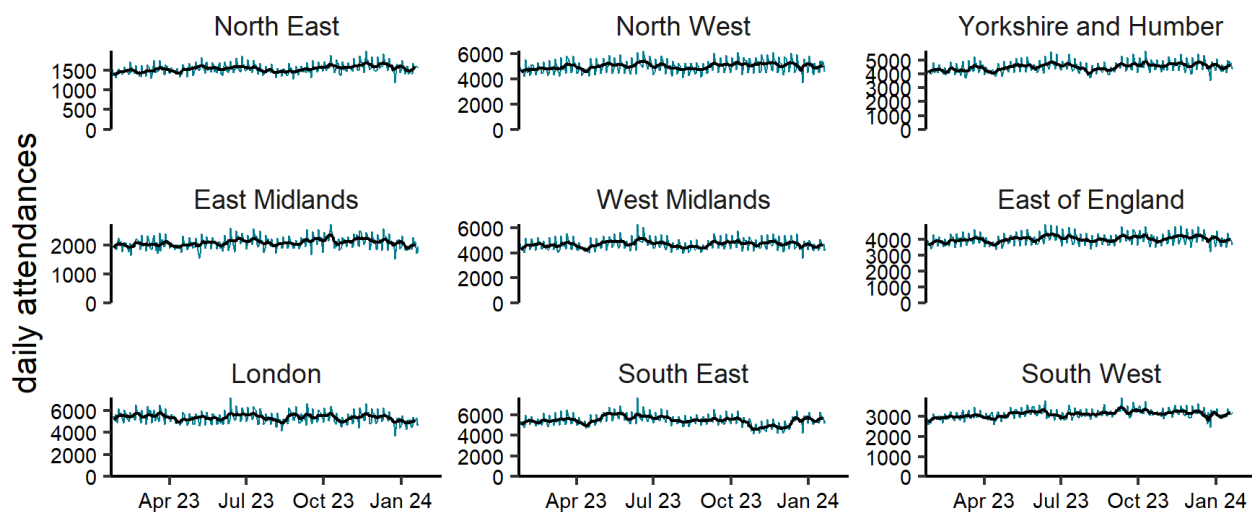 North East
North West
Yorkshire and Humber
1500
1000
500
0
6000
4000
2000
0
5000
4000
3000
2000
1000
0
daily attendances
East Midlands
West Midlands
East of England
2000
1000
0
6000
4000
2000
0
4000
3000
2000
1000
0
London
South East
South West
6000
4000
2000
0
6000
4000
2000
0
3000
2000
1000
0
Apr 23 Jul 23 Oct 23 Jan 24
Apr 23 Jul 23 Oct 23 Jan 24
Apr 23 Jul 23 Oct 23 Jan 24